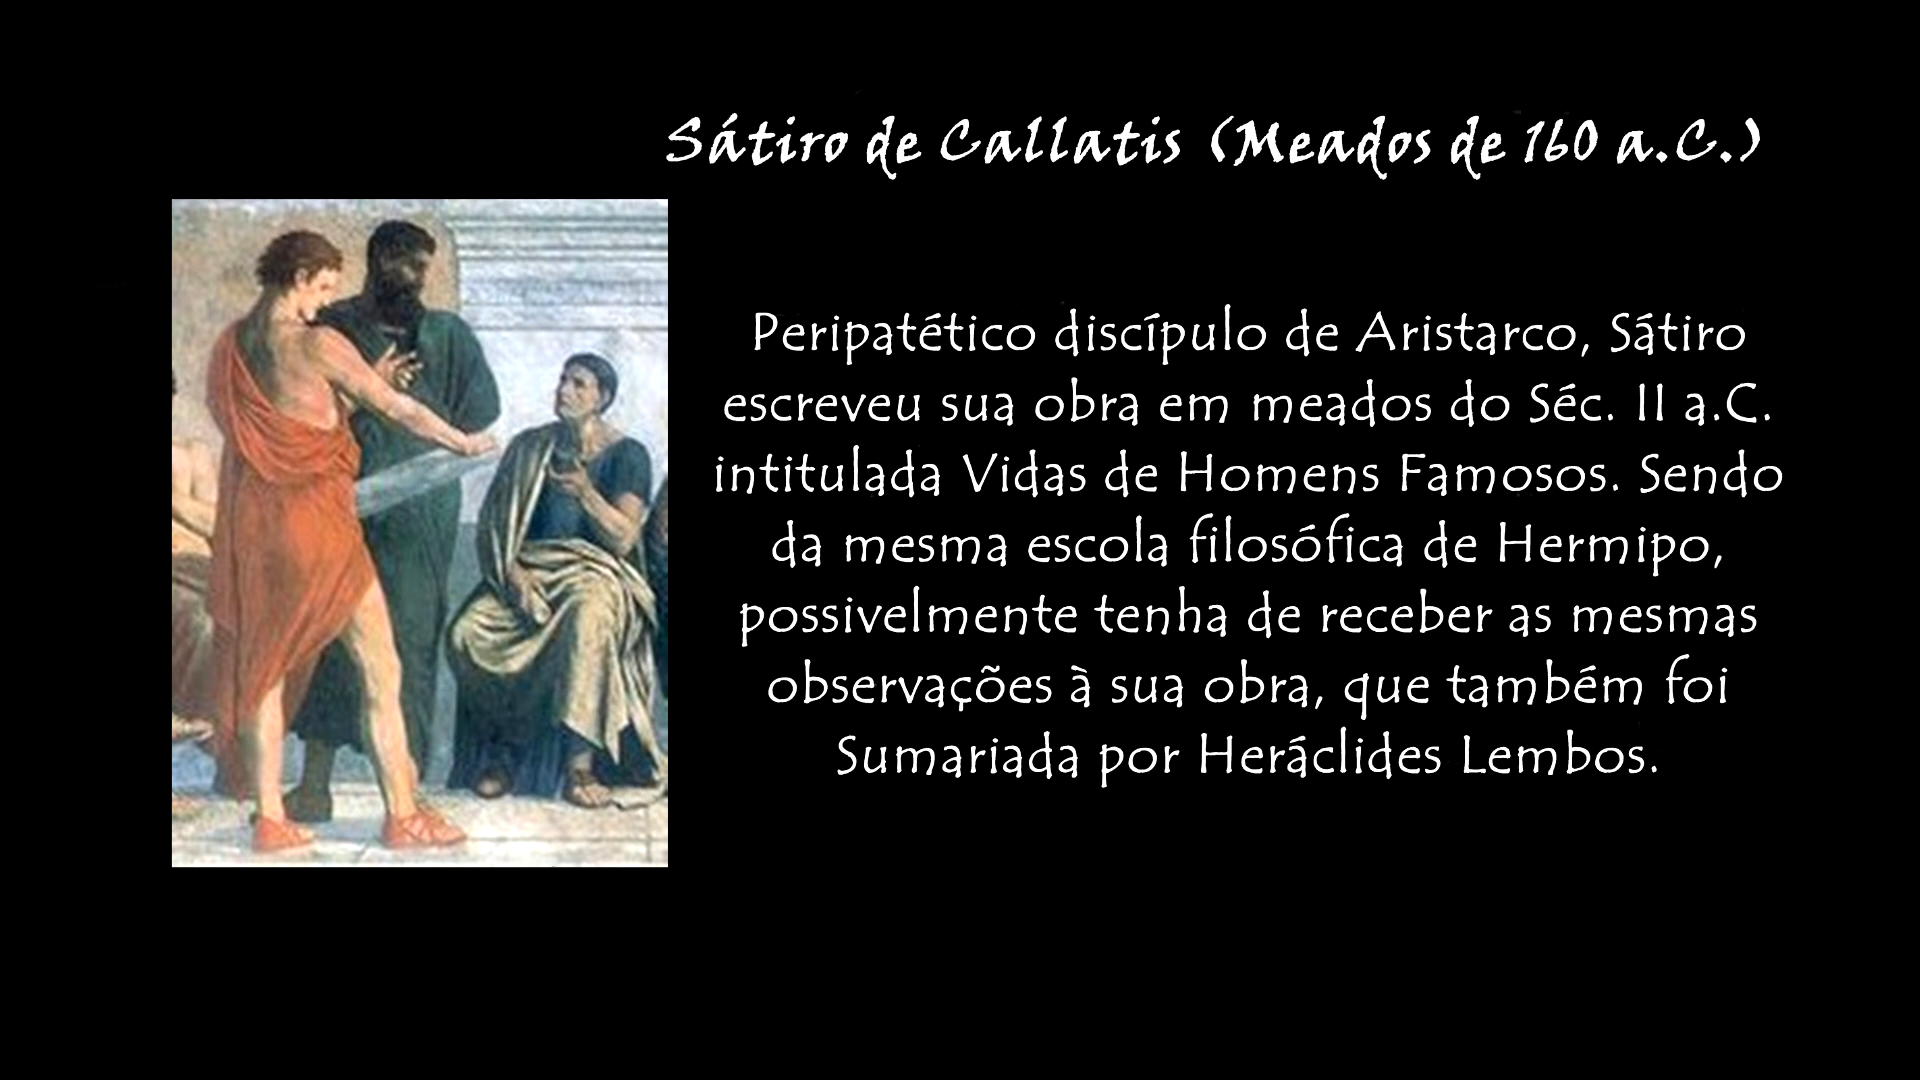 Sátiro de Callatis (Meados de 160 a.C.)
Peripatético discípulo de Aristarco, Sátiro
escreveu sua obra em meados do Séc. II a.C.
intitulada Vidas de Homens Famosos. Sendo
da mesma escola filosófica de Hermipo,
possivelmente tenha de receber as mesmas
observações à sua obra, que também foi
Sumariada por Heráclides Lembos.